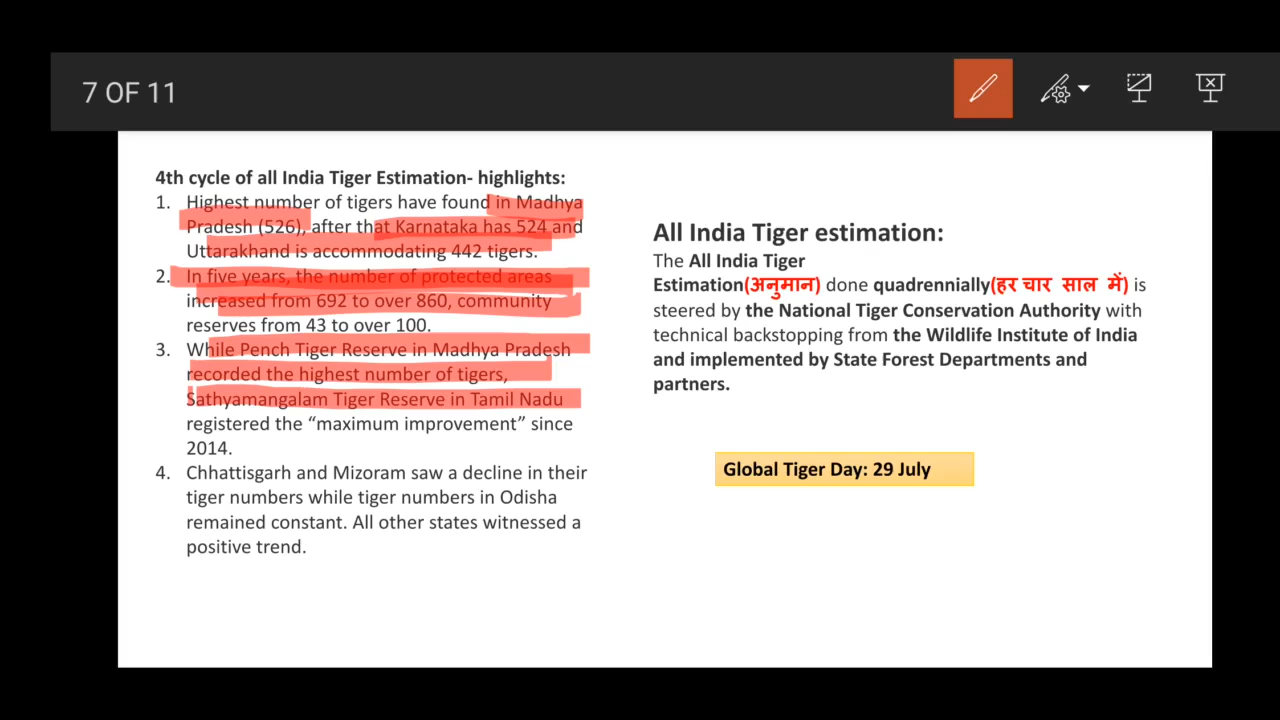 7 OF 11
4th cycle of all India Tiger Estimation- highlights:
1. Highest number of tigers have found in Madhya
Pradesh (526), after that Karnataka has 524 and
Uttarakhand is accommodating 442 tigers.
2. In five years, the number of protected areas
increased from 692 to over 860, community
reserves from 43 to over 100.
3. While Pench Tiger Reserve in Madhya Pradesh
recorded the highest number of tigers,
Sathyamangalam Tiger Reserve in Tamil Nadu
registered the “maximum improvement” since
2014.
4. Chhattisgarh and Mizoram saw a decline in their
tiger numbers while tiger numbers in Odisha
remained constant. All other states witnessed a
positive trend.
All India Tiger estimation:
The All India Tiger
Estimation(अनुमान) done quadrennially(हर चार साल में) is
steered by the National Tiger Conservation Authority with
technical backstopping from the Wildlife Institute of India
and implemented by State Forest Departments and
partners.
Global Tiger Day: 29 July